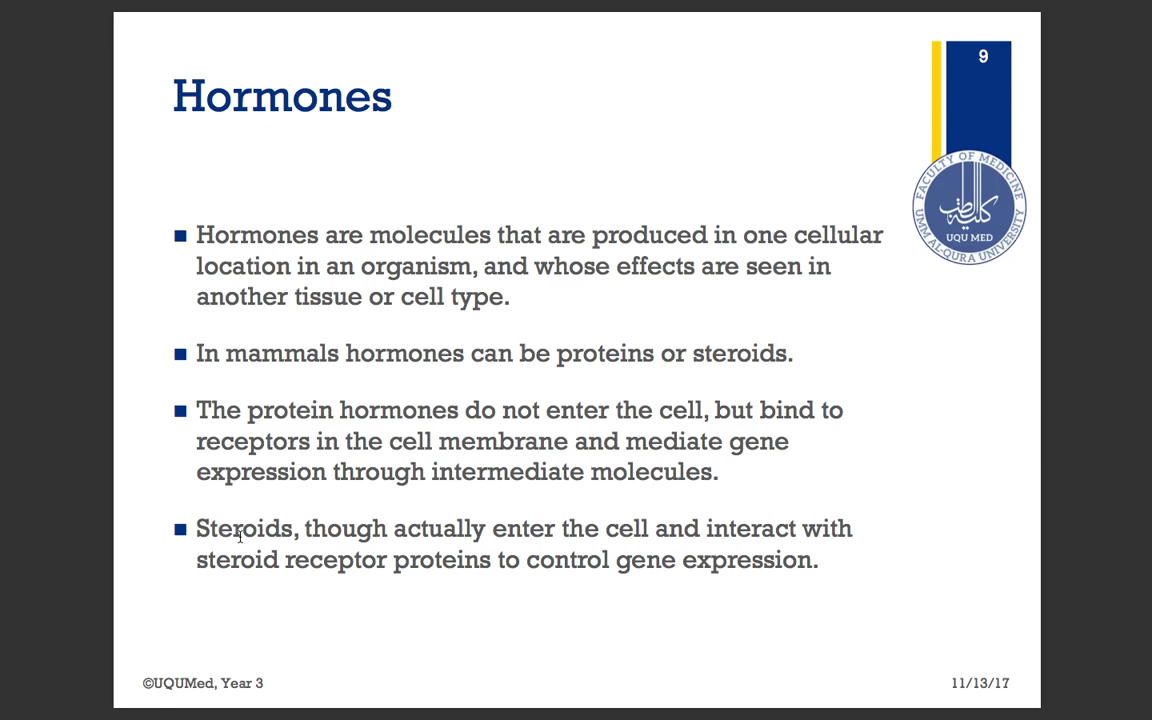 9
Hormones
FACULTY OF MEDICINE
كلية الطب
UQU MED
UMM AL-QURA UNIVERSITY
Hormones are molecules that are produced in one cellular
location in an organism, and whose effects are seen in
another tissue or cell type.
In mammals hormones can be proteins or steroids.
The protein hormones do not enter the cell, but bind to
receptors in the cell membrane and mediate gene
expression through intermediate molecules.
Steroids, though actually enter the cell and interact with
steroid receptor proteins to control gene expression.
©UQUMed, Year 3
11/13/17